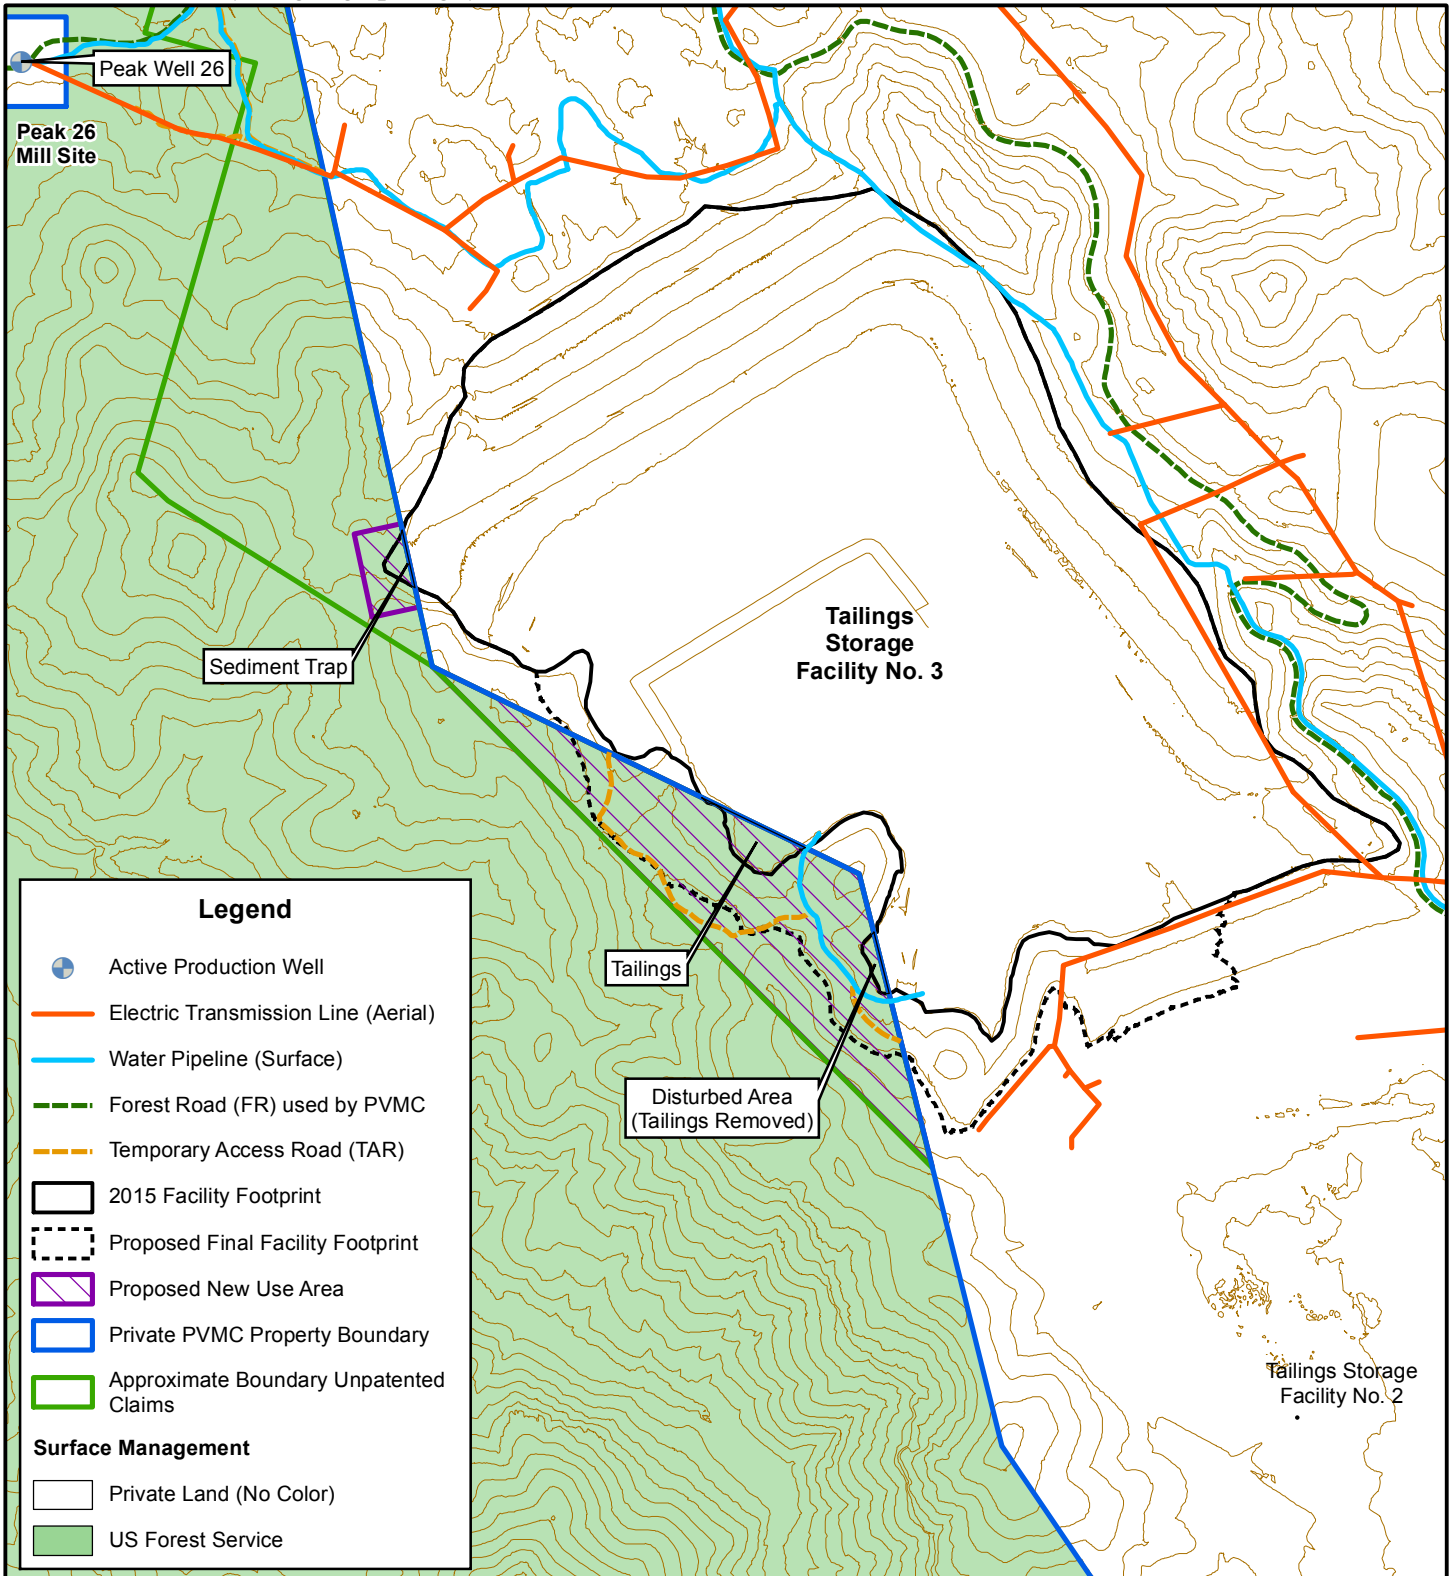 Peak Well 26
Peak 26
Mill Site
Tailings
Storage
Facility No. 3
Sediment Trap
Tailings
Disturbed Area
(Tailings Removed)
Tailings Storage
Facility No. 2
Legend
Active Production Well
Electric Transmission Line (Aerial)
Water Pipeline (Surface)
Forest Road (FR) used by PVMC
Temporary Access Road (TAR)
2015 Facility Footprint
Proposed Final Facility Footprint
Proposed New Use Area
Private PVMC Property Boundary
Approximate Boundary Unpatented
Claims
Surface Management
Private Land (No Color)
US Forest Service